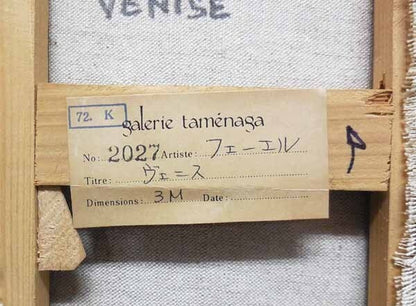 VENISE
72. K
galerie taménaga
No: 2027 Artiste: フェーエル
Titre: ヴェニス
Dimensions: 3M Date: